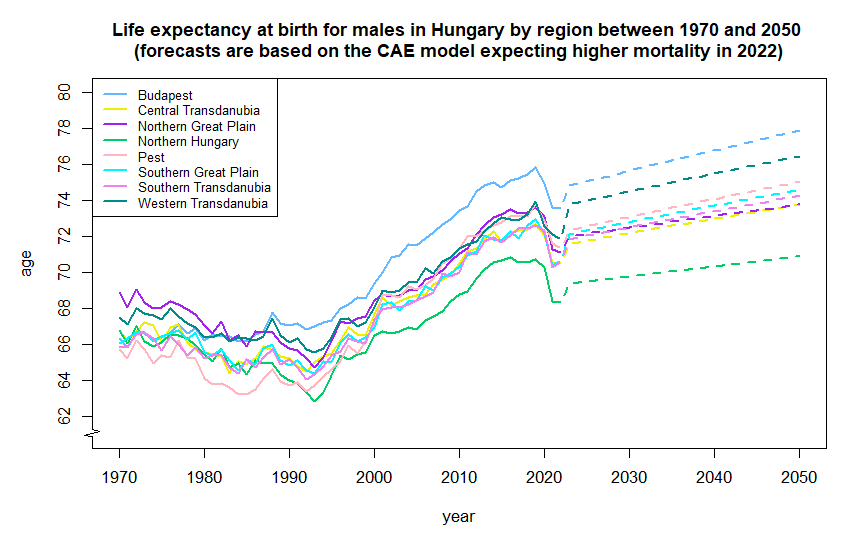 Life expectancy at birth for males in Hungary by region between 1970 and 2050
(forecasts are based on the CAE model expecting higher mortality in 2022)
Budapest
Central Transdanubia
Northern Great Plain
Northern Hungary
Pest
Southern Great Plain
Southern Transdanubia
Western Transdanubia
age
80
78
76
74
72
70
68
66
64
62
1970 1980 1990 2000 2010 2020 2030 2040 2050
year